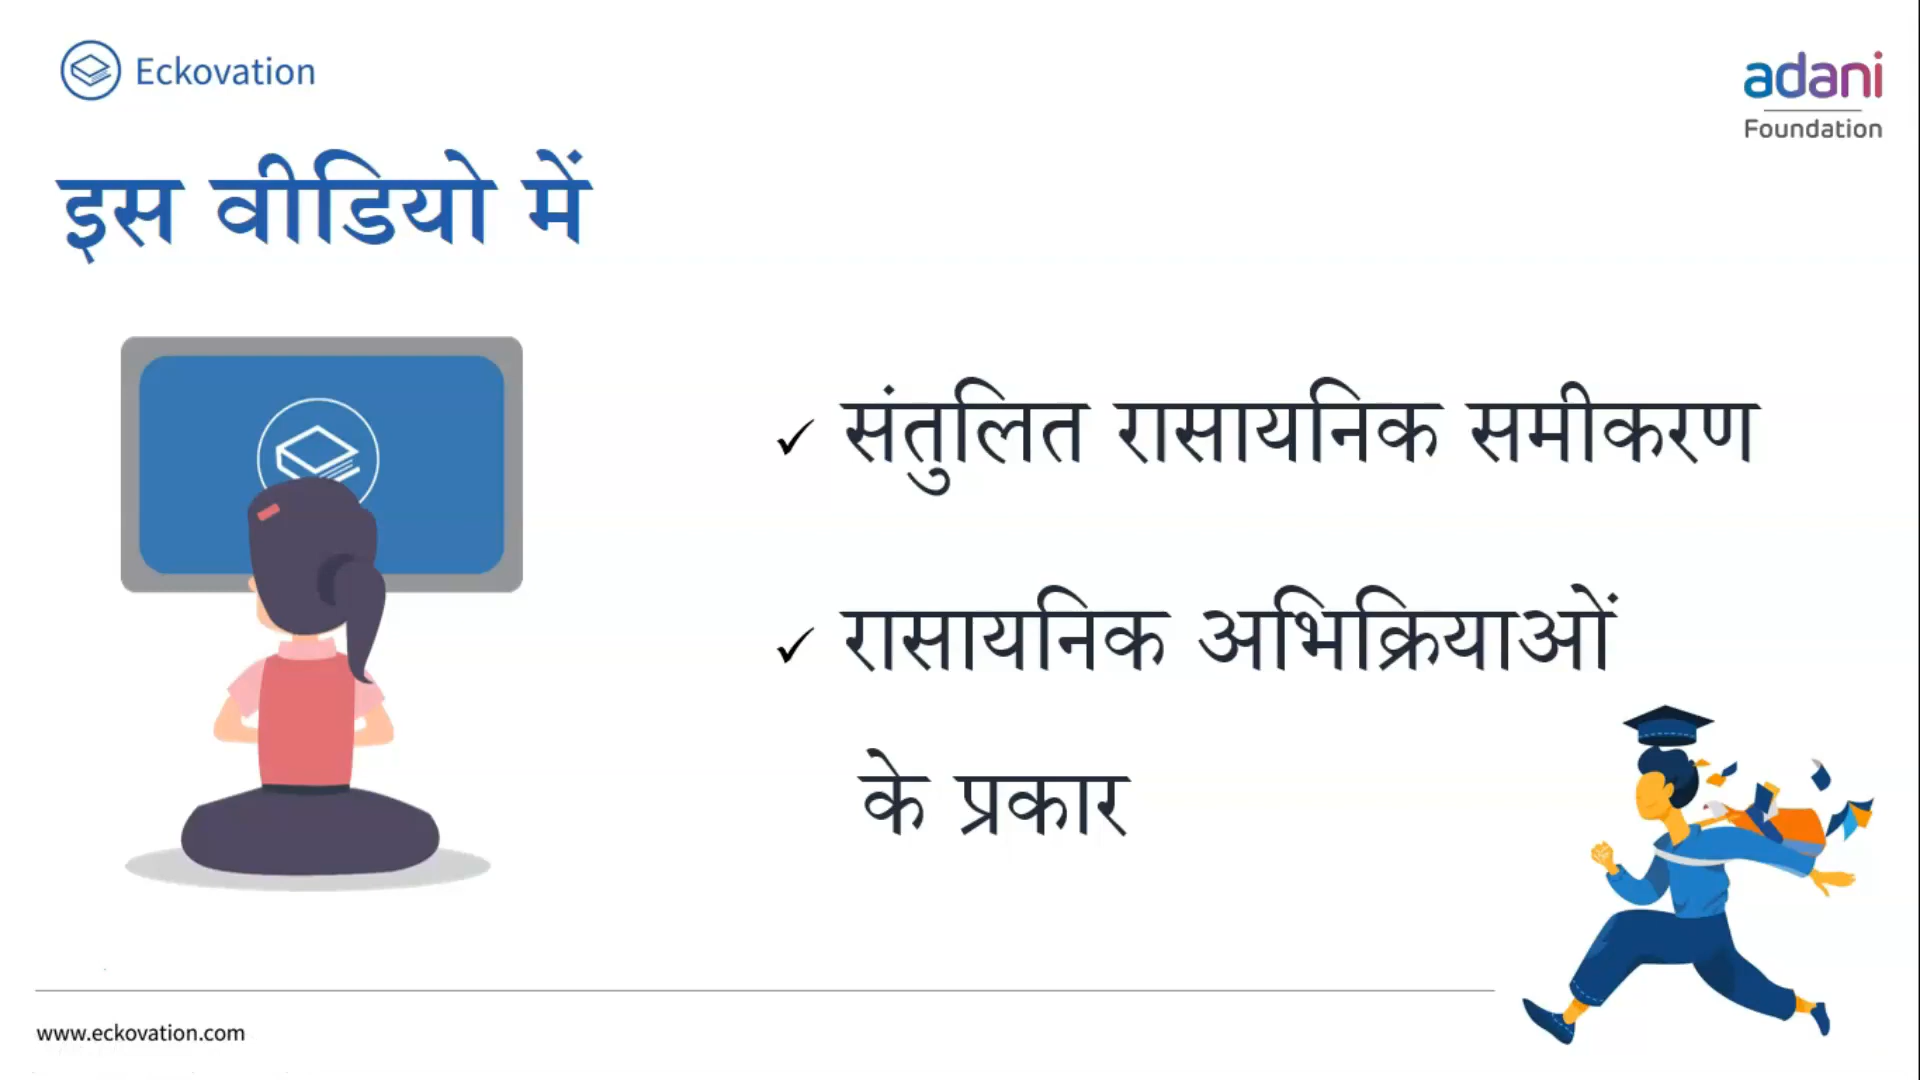 Eckovation
adani
Foundation
इस वीडियो में
✓ संतुलित रासायनिक समीकरण
✓ रासायनिक अभिक्रियाओं
के प्रकार
www.eckovation.com